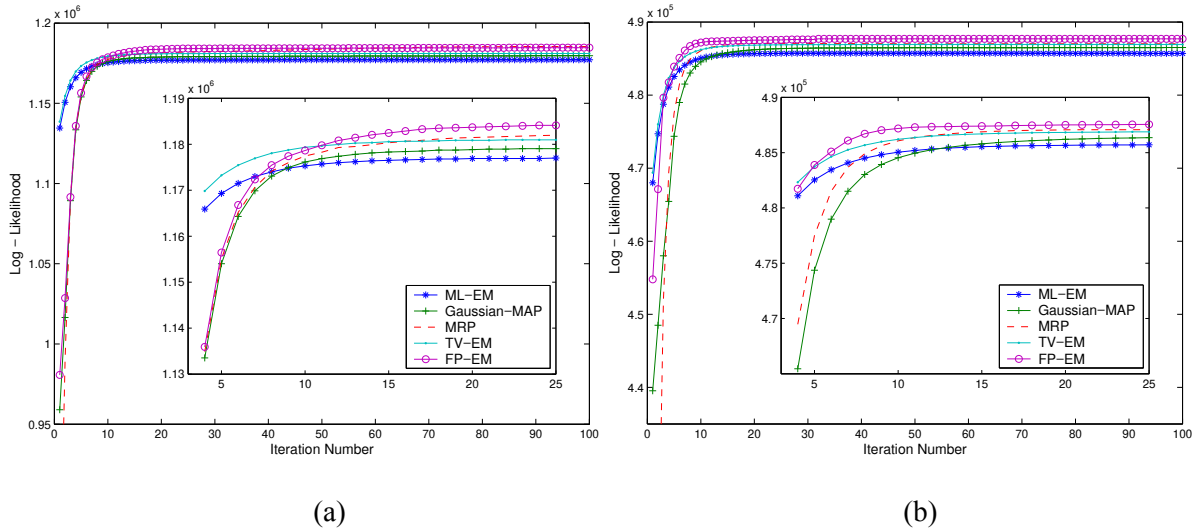 x 10^6
1.2
1.15
1.1
1.05
1
0.95
Log – Likelihood
0 10 20 30 40 50 60 70 80 90 100
Iteration Number
x 10^6
1.19
1.18
1.17
1.16
1.15
1.14
1.13
5 10 15 20 25
ML–EM
Gaussian–MAP
MRP
TV–EM
FP–EM
(a)
x 10^5
4.9
4.8
4.7
4.6
4.5
4.4
Log – Likelihood
0 10 20 30 40 50 60 70 80 90 100
Iteration Number
x 10^5
4.9
4.85
4.8
4.75
4.7
5 10 15 20 25
ML–EM
Gaussian–MAP
MRP
TV–EM
FP–EM
(b)